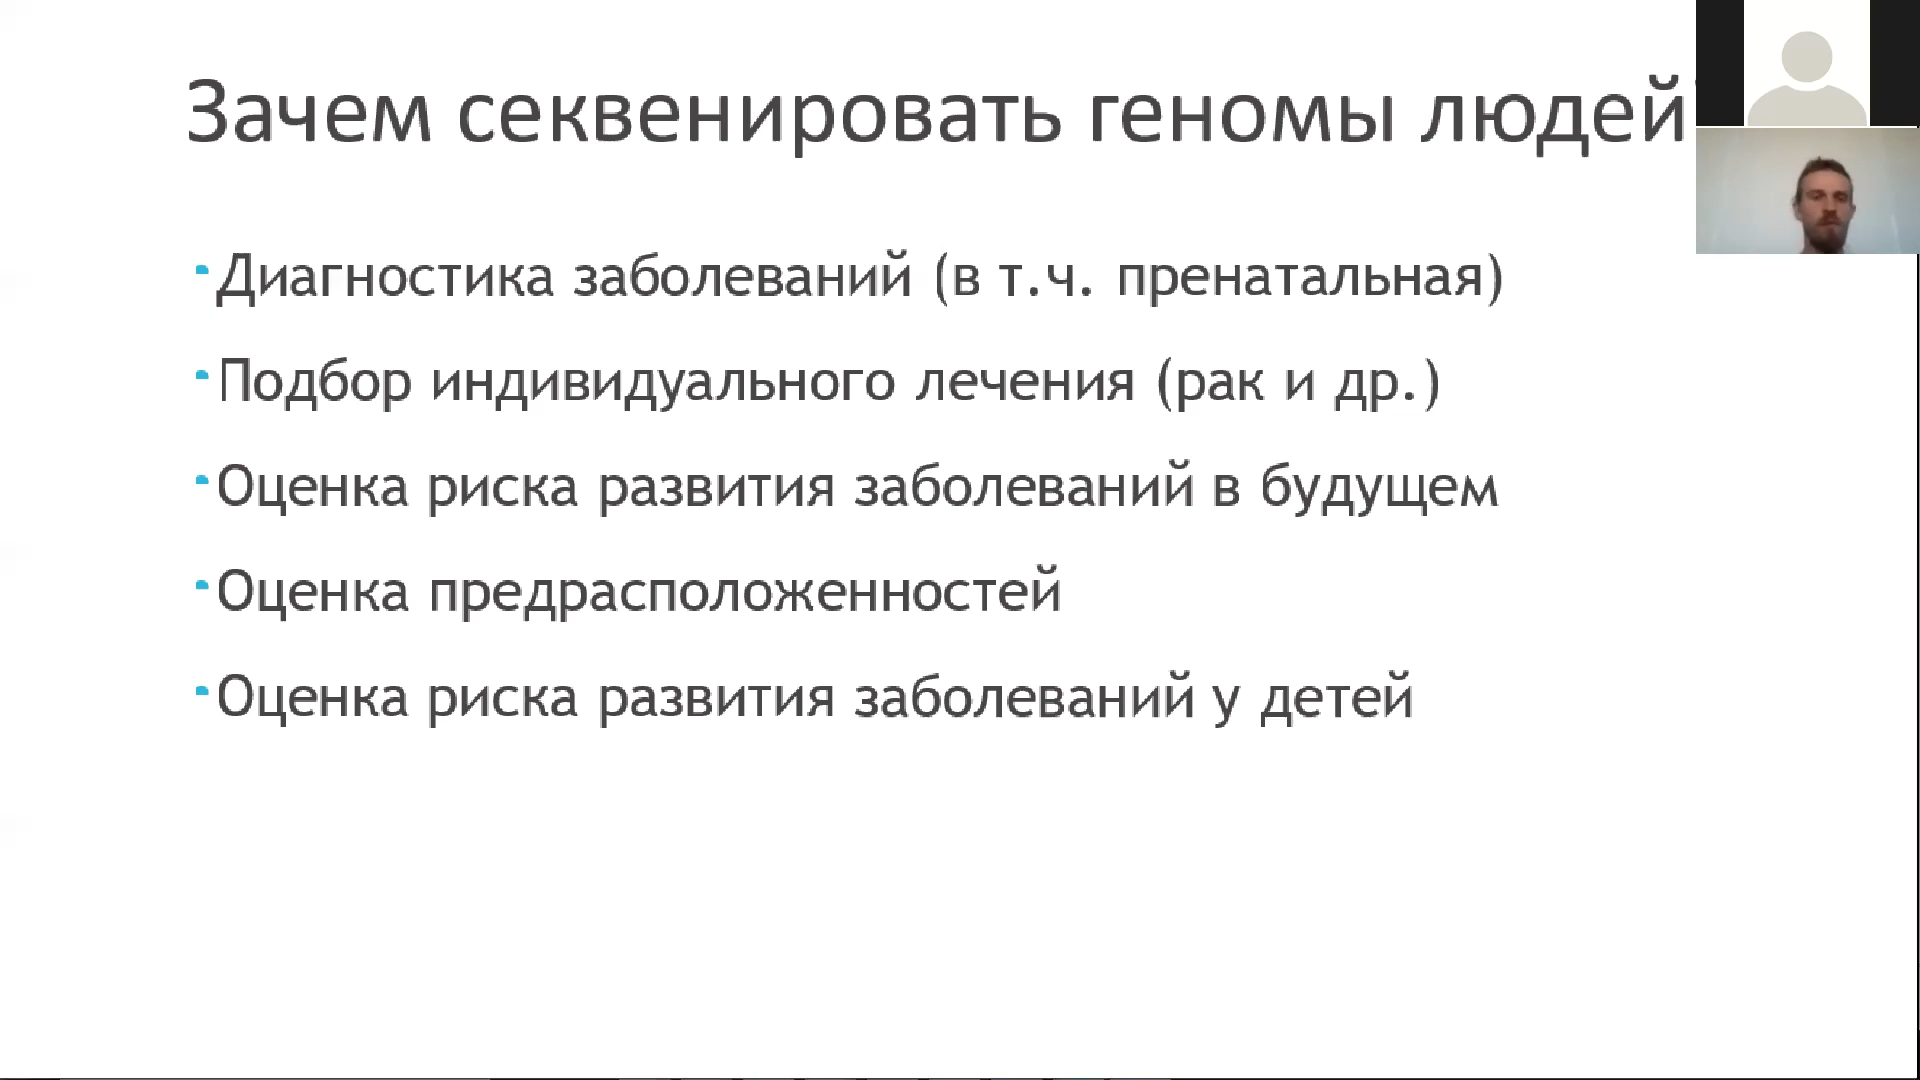 Зачем секвенировать геномы людей
Диагностика заболеваний (в т.ч. пренатальная)
Подбор индивидуального лечения (рак и др.)
Оценка риска развития заболеваний в будущем
Оценка предрасположенностей
Оценка риска развития заболеваний у детей